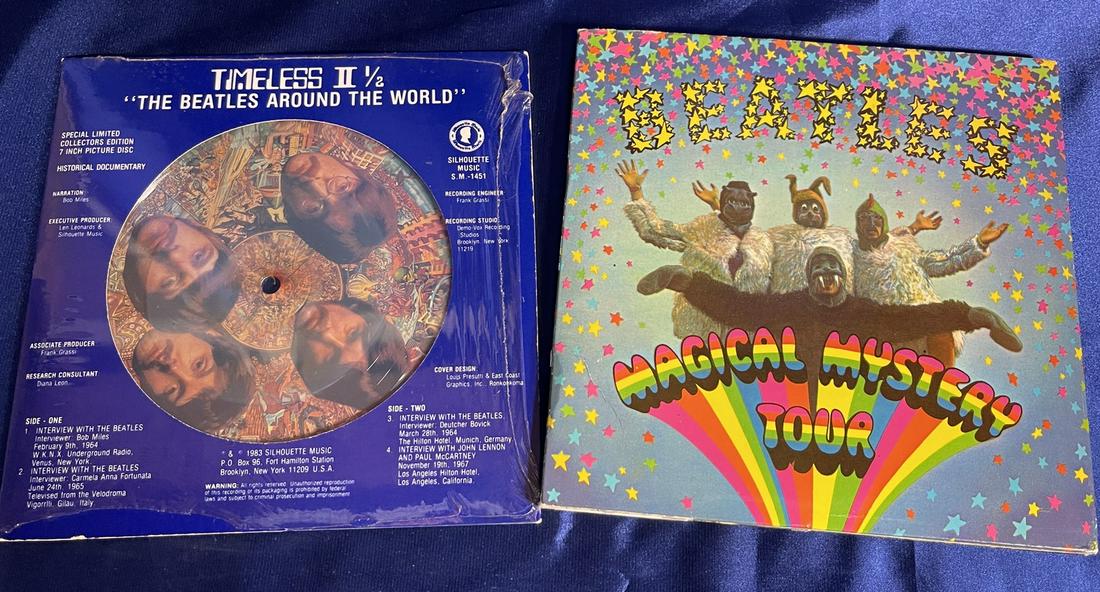 TIMELESS II ½
"THE BEATLES AROUND THE WORLD"
SPECIAL LIMITED
COLLECTORS EDITION
7 INCH PICTURE DISC
HISTORICAL DOCUMENTARY
NARRATION
Bob Miles
EXECUTIVE PRODUCER
Len Leonards &
Silhouette Music
ASSOCIATE PRODUCER
Frank Grassi
RESEARCH CONSULTANT
Dana Leon
SILHOUETTE
MUSIC
S.M.-1451
RECORDING ENGINEER
Frank Grassi
RECORDING STUDIO
Demo-Vox Recording
Studios
Brooklyn, New York
11219
COVER DESIGN
Louis Presutti & East Coast
Graphics, Inc., Ronkonkoma
SIDE - ONE
1. INTERVIEW WITH THE BEATLES
Interviewer: Bob Miles
February 9th, 1964
W.K.N.X. Underground Radio,
Venus, New York
2. INTERVIEW WITH THE BEATLES
Interviewer: Carmela Anna Fortunata
June 24th, 1965
Televised from the Velodroma
Vigorrlli, Gilau, Italy
℗ & © 1983 SILHOUETTE MUSIC
P.O. Box 96, Fort Hamilton Station
Brooklyn, New York 11209 U.S.A.
WARNING: All rights reserved. Unauthorized reproduction
of this recording or its packaging is prohibited by federal
laws and subject to criminal prosecution and imprisonment
SIDE - TWO
3. INTERVIEW WITH THE BEATLES
Interviewer: Deutcher Bovick
March 28th, 1964
The Hilton Hotel, Munich, Germany
4. INTERVIEW WITH JOHN LENNON
AND PAUL McCARTNEY
November 19th, 1967
Los Angeles Hilton Hotel,
Los Angeles, California.
BEATLES
MAGICAL MYSTERY
TOUR